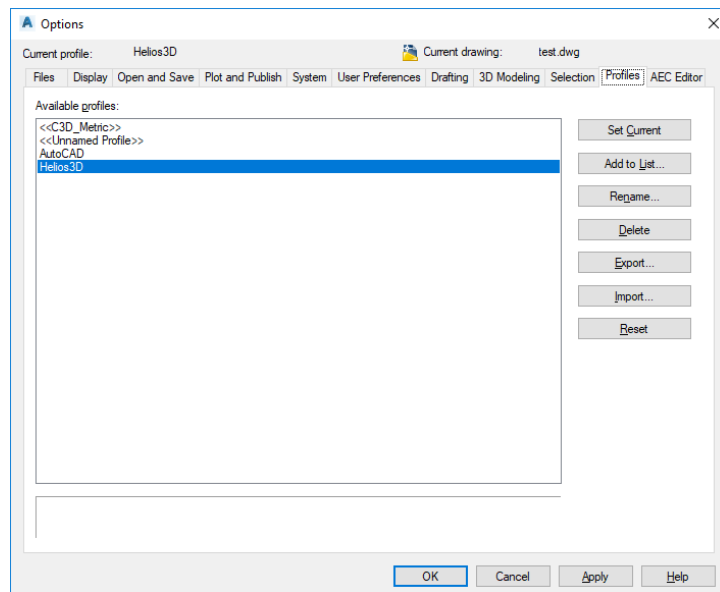 Options
Current profile: Helios3D Current drawing: test.dwg
Files Display Open and Save Plot and Publish System User Preferences Drafting 3D Modeling Selection Profiles AEC Editor
Available profiles:
<<C3D_Metric>>
<<Unnamed Profile>>
AutoCAD
Helios3D
Set Current
Add to List...
Rename...
Delete
Export...
Import...
Reset
OK Cancel Apply Help